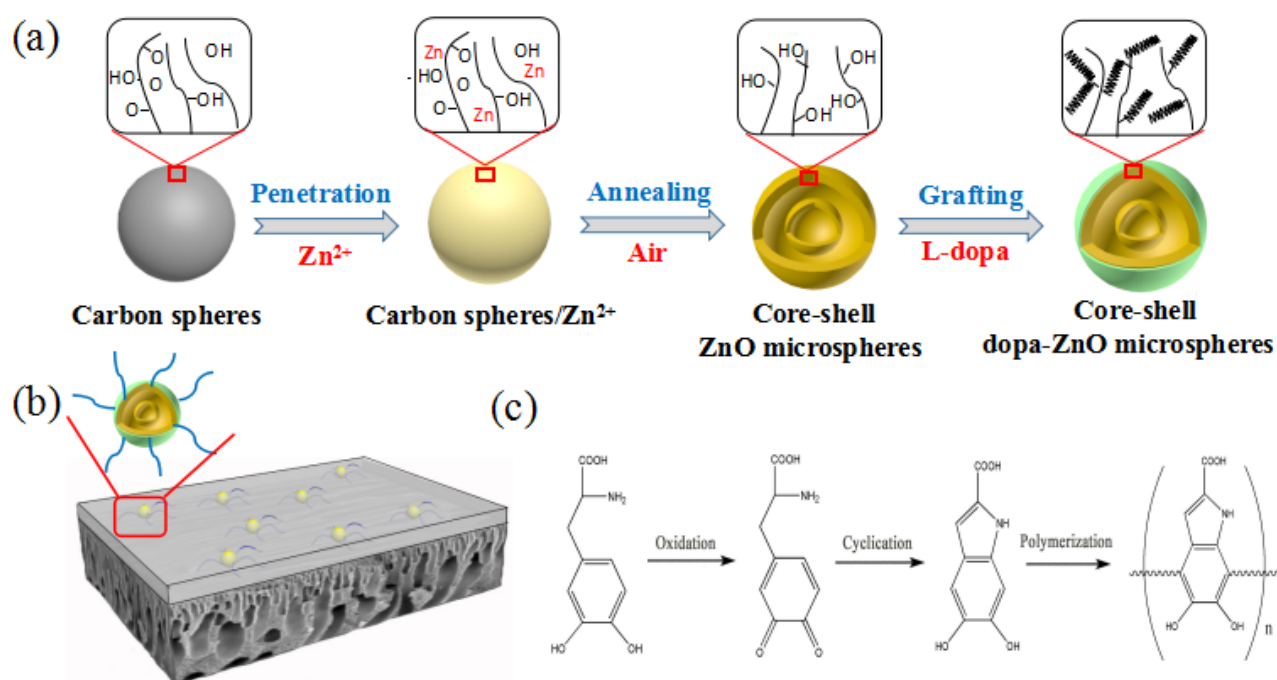 (a)
O
HO
O
O
OH
OH
Zn
O
HO
O
O
Zn
OH
OH
Zn
HO
HO
OH
OH
HO
Penetration
Zn²⁺
Annealing
Air
Grafting
L-dopa
Carbon spheres
Carbon spheres/Zn²⁺
Core-shell
ZnO microspheres
Core-shell
dopa-ZnO microspheres
(b)
(c)
COOH
NH₂
HO
OH
Oxidation
COOH
NH₂
O
O
Cyclication
COOH
NH
HO
OH
Polymerization
COOH
NH
HO
OH
n